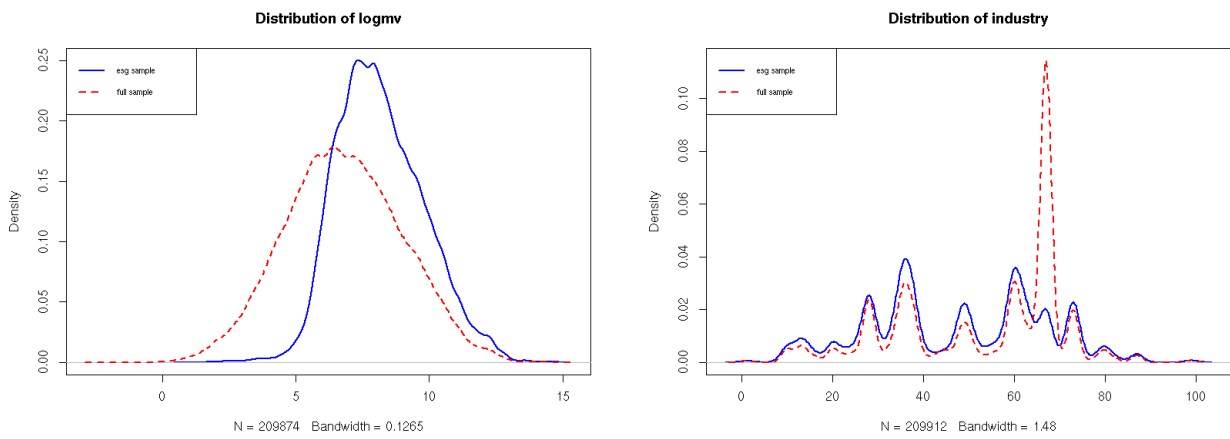 Distribution of logmv
esg sample
full sample
Density
0.00
0.05
0.10
0.15
0.20
0.25
0
5
10
15
N = 209874 Bandwidth = 0.1265
Distribution of industry
esg sample
full sample
Density
0.00
0.02
0.04
0.06
0.08
0.10
0
20
40
60
80
100
N = 209912 Bandwidth = 1.48